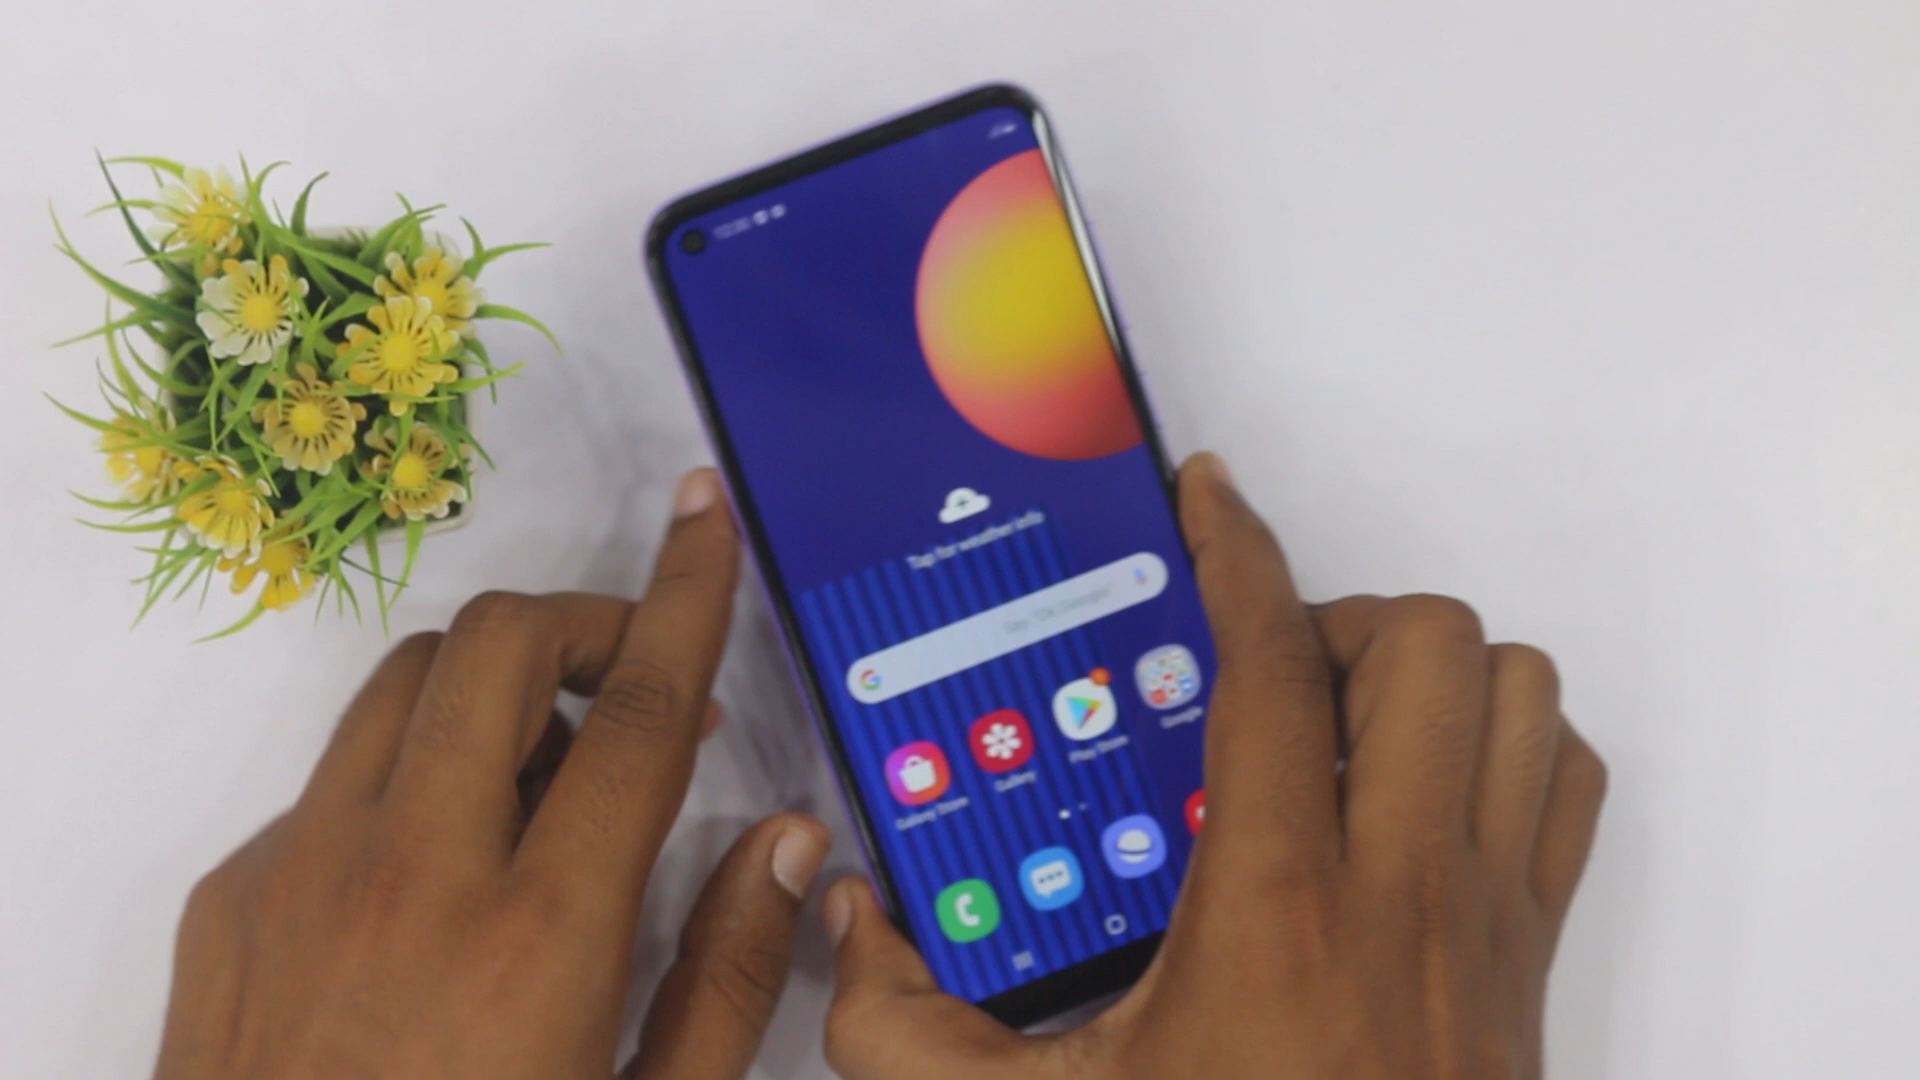 Tap for weather info
Say "Ok Google"
Galaxy Store
Gallery
Play Store
Google